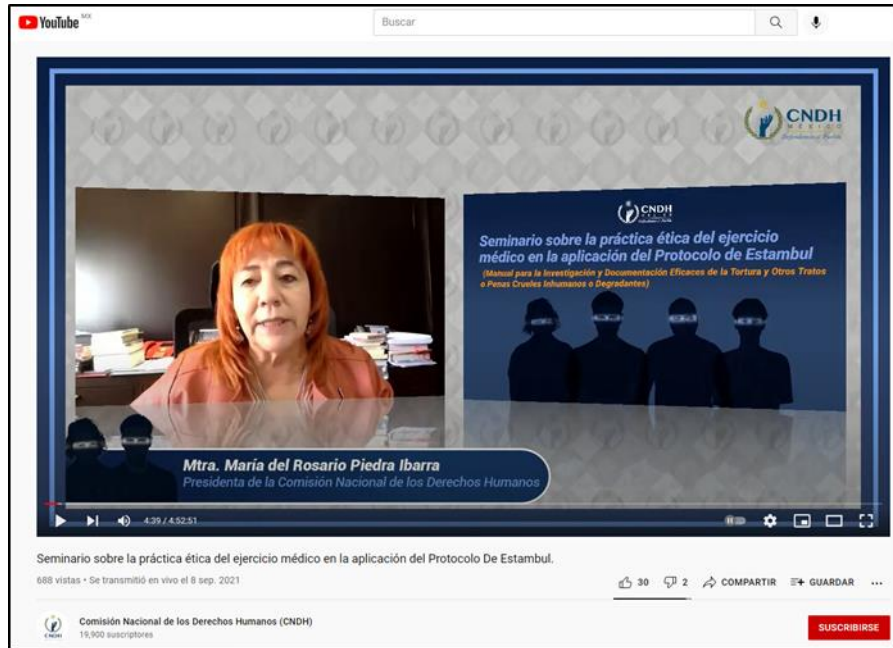 YouTube MX
Buscar
CNDH
MÉXICO
CNDH
Seminario sobre la práctica ética del ejercicio
médico en la aplicación del Protocolo de Estambul
(Manual para la Investigación y Documentación Eficaces de la Tortura y Otros Tratos
o Penas Crueles Inhumanos o Degradantes)
Mtra. María del Rosario Piedra Ibarra
Presidenta de la Comisión Nacional de los Derechos Humanos
4:39 / 4:52:51
Seminario sobre la práctica ética del ejercicio médico en la aplicación del Protocolo De Estambul.
688 vistas • Se transmitió en vivo el 8 sep. 2021
30 2 COMPARTIR GUARDAR ...
Comisión Nacional de los Derechos Humanos (CNDH)
19,900 suscriptores
SUSCRIBIRSE
CNDH